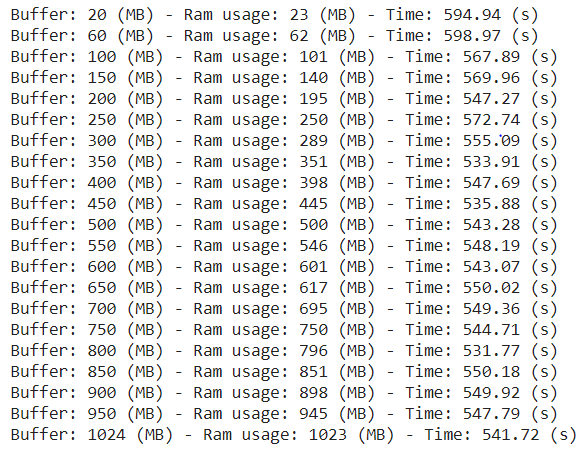 Buffer: 20 (MB) - Ram usage: 23 (MB) - Time: 594.94 (s)
Buffer: 60 (MB) - Ram usage: 62 (MB) - Time: 598.97 (s)
Buffer: 100 (MB) - Ram usage: 101 (MB) - Time: 567.89 (s)
Buffer: 150 (MB) - Ram usage: 140 (MB) - Time: 569.96 (s)
Buffer: 200 (MB) - Ram usage: 195 (MB) - Time: 547.27 (s)
Buffer: 250 (MB) - Ram usage: 250 (MB) - Time: 572.74 (s)
Buffer: 300 (MB) - Ram usage: 289 (MB) - Time: 555.09 (s)
Buffer: 350 (MB) - Ram usage: 351 (MB) - Time: 533.91 (s)
Buffer: 400 (MB) - Ram usage: 398 (MB) - Time: 547.69 (s)
Buffer: 450 (MB) - Ram usage: 445 (MB) - Time: 535.88 (s)
Buffer: 500 (MB) - Ram usage: 500 (MB) - Time: 543.28 (s)
Buffer: 550 (MB) - Ram usage: 546 (MB) - Time: 548.19 (s)
Buffer: 600 (MB) - Ram usage: 601 (MB) - Time: 543.07 (s)
Buffer: 650 (MB) - Ram usage: 617 (MB) - Time: 550.02 (s)
Buffer: 700 (MB) - Ram usage: 695 (MB) - Time: 549.36 (s)
Buffer: 750 (MB) - Ram usage: 750 (MB) - Time: 544.71 (s)
Buffer: 800 (MB) - Ram usage: 796 (MB) - Time: 531.77 (s)
Buffer: 850 (MB) - Ram usage: 851 (MB) - Time: 550.18 (s)
Buffer: 900 (MB) - Ram usage: 898 (MB) - Time: 549.92 (s)
Buffer: 950 (MB) - Ram usage: 945 (MB) - Time: 547.79 (s)
Buffer: 1024 (MB) - Ram usage: 1023 (MB) - Time: 541.72 (s)